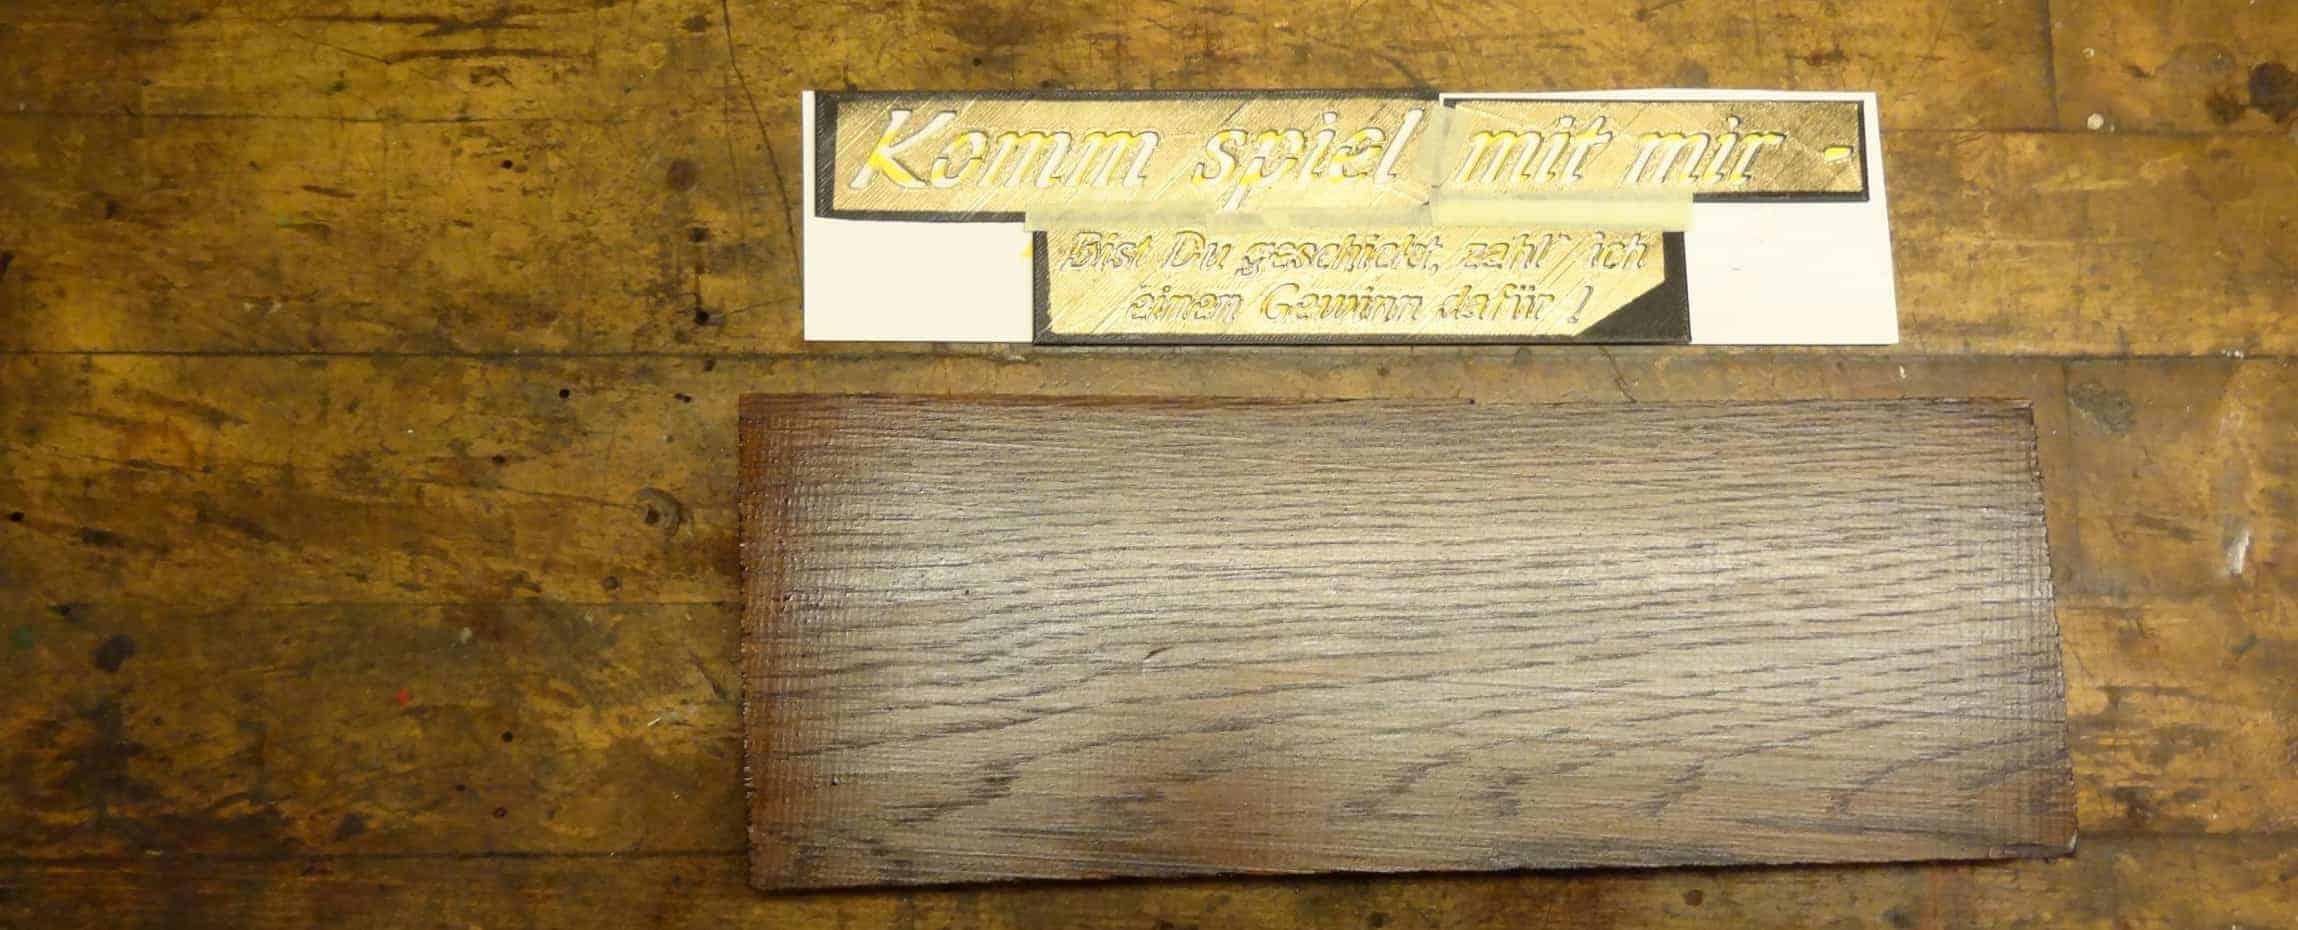 Komm spiel mit mir -
Bist Du geschickt, zahl' ich
einen Gewinn dafür !